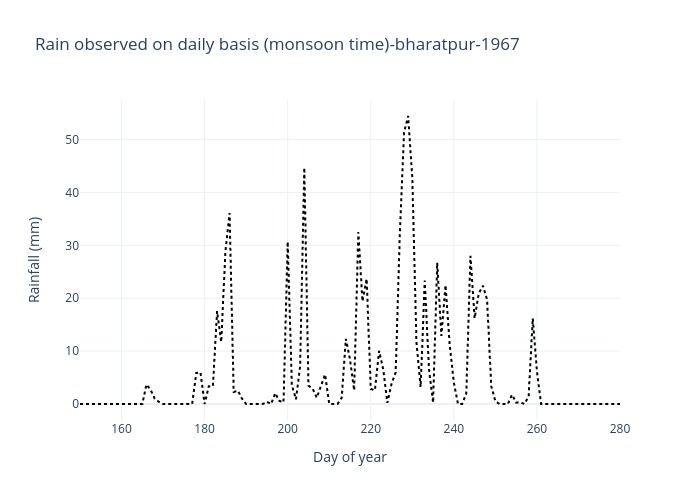 Rain observed on daily basis (monsoon time)-bharatpur-1967
50
40
30
20
10
0
Rainfall (mm)
160 180 200 220 240 260 280
Day of year